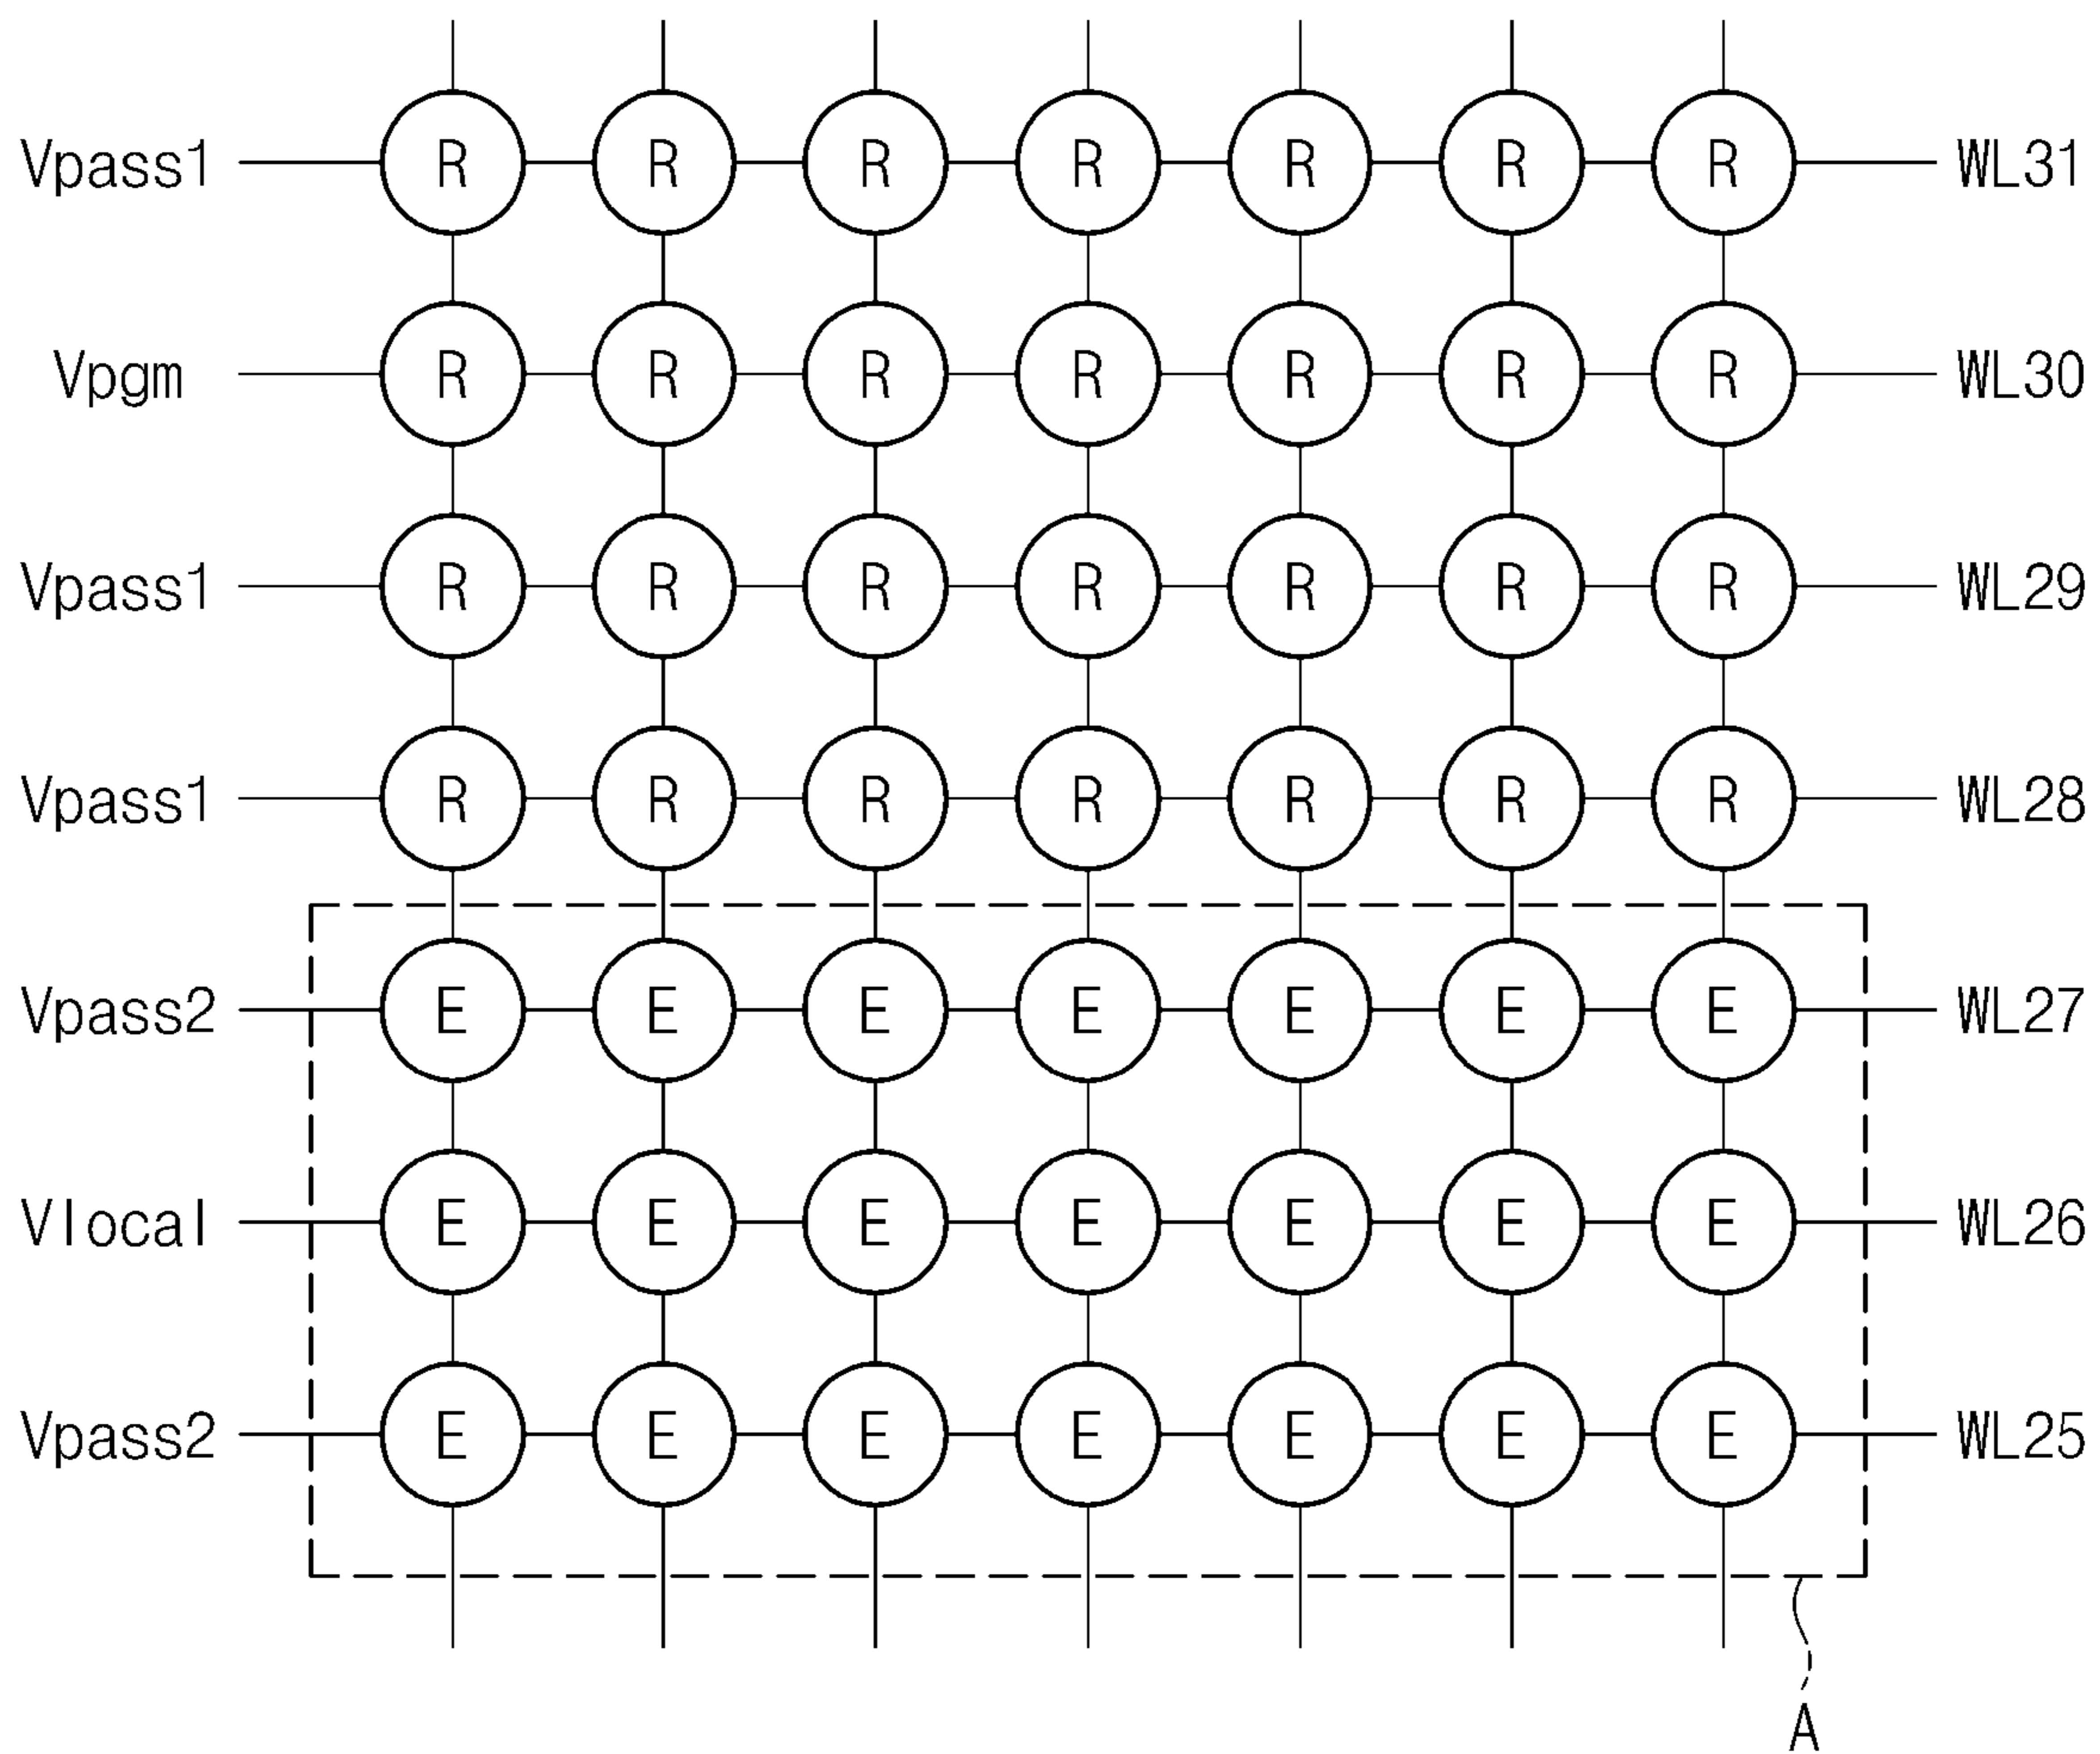 Vpass1 R R R R R R R WL31
Vpgm R R R R R R R WL30
Vpass1 R R R R R R R WL29
Vpass1 R R R R R R R WL28
Vpass2 E E E E E E E WL27
Vlocal E E E E E E E WL26
Vpass2 E E E E E E E WL25
A